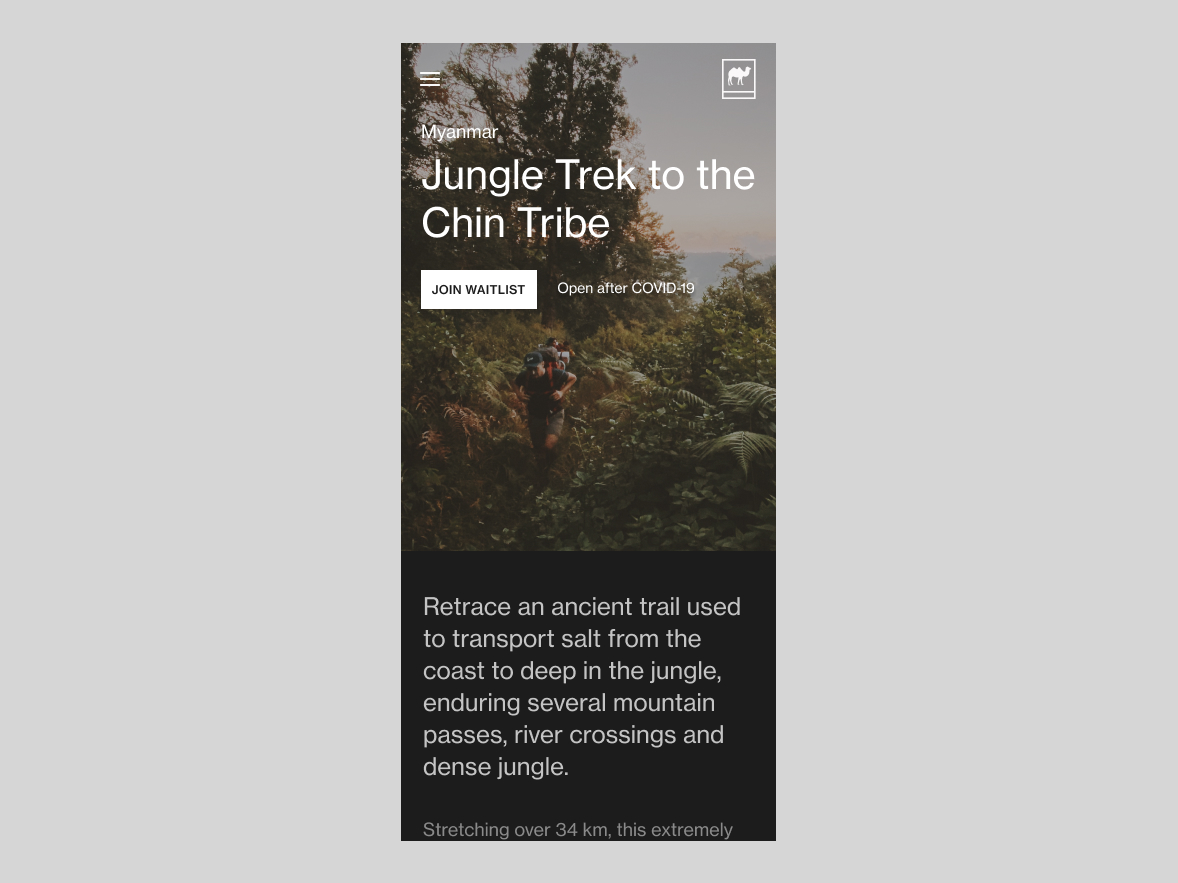 Myanmar
Jungle Trek to the
Chin Tribe
JOIN WAITLIST
Open after COVID-19
Retrace an ancient trail used
to transport salt from the
coast to deep in the jungle,
enduring several mountain
passes, river crossings and
dense jungle.
Stretching over 34 km, this extremely